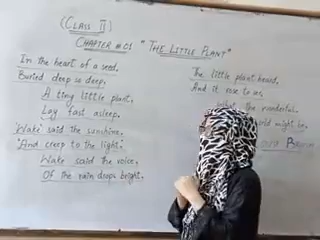 (CLASS II)
CHAPTER # 01 "THE LITTLE PLANT"
In the heart of a seed.
Buried deep so deep,
A tiny little plant,
Lay fast asleep.
"Wake" said the sunshine,
"And creep to the light."
Wake said the voice,
Of the rain drops bright.
The little plant heard,
And it rose to see,
What the wonderful
world might be.
BROWN